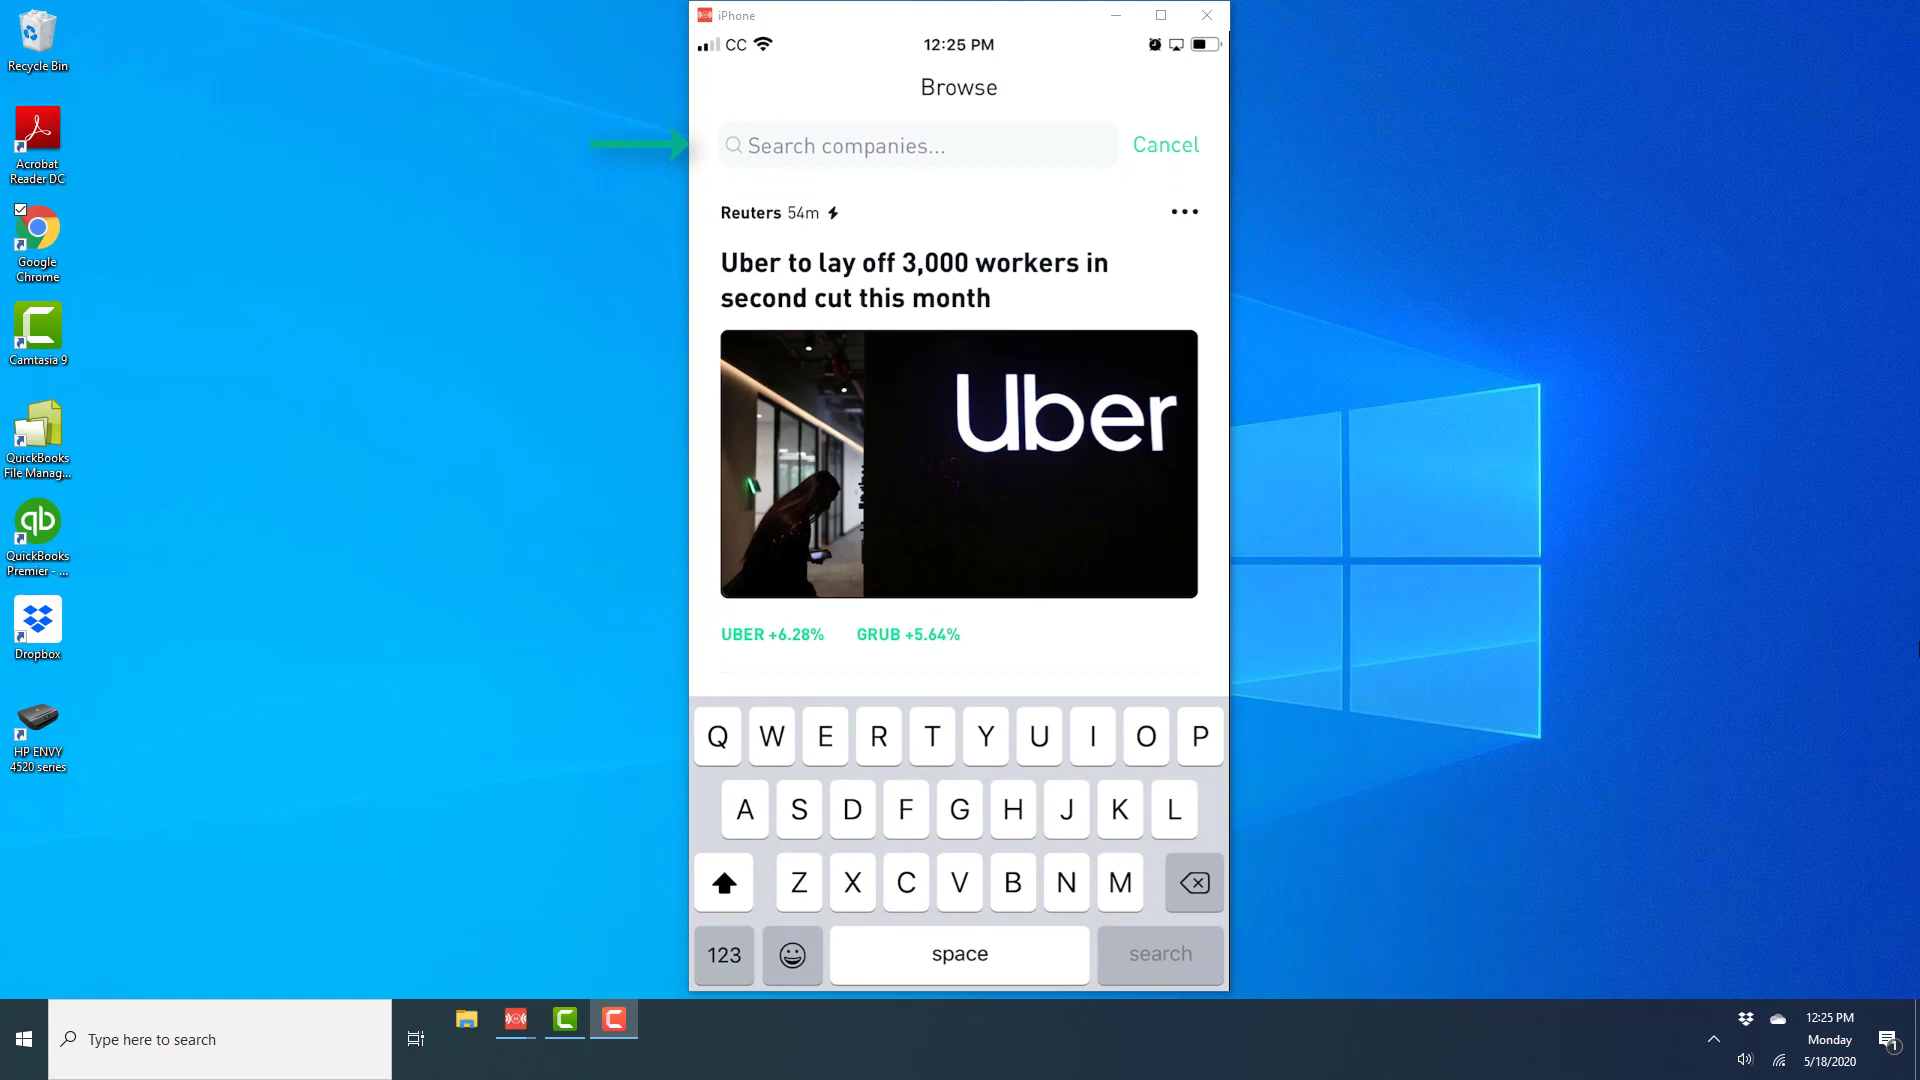 Recycle Bin
Acrobat
Reader DC
Google
Chrome
Camtasia 9
QuickBooks
File Manag...
qb
QuickBooks
Premier - ...
Dropbox
HP ENVY
4520 series
iPhone
CC
12:25 PM
Browse
Search companies...
Cancel
Reuters 54m
Uber to lay off 3,000 workers in
second cut this month
Uber
UBER +6.28% GRUB +5.64%
Q W E R T Y U I O P
A S D F G H J K L
Z X C V B N M
123 space search
Type here to search
12:25 PM
Monday
5/18/2020
1